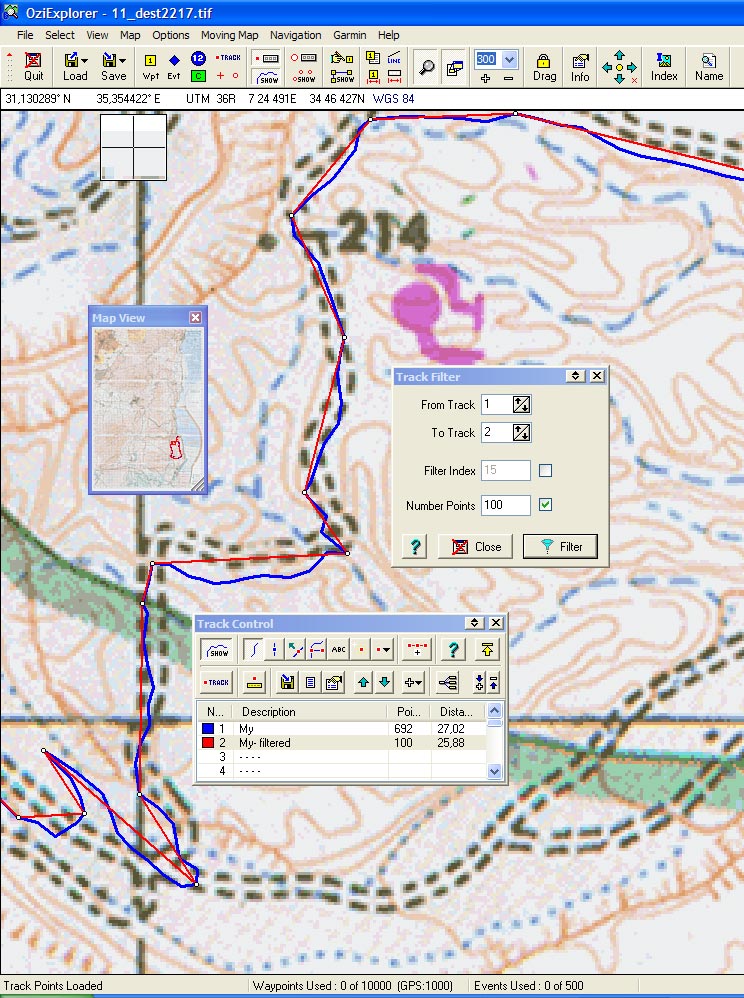 OziExplorer - 11_dest2217.tif
File Select View Map Options Moving Map Navigation Garmin Help
1 12 TRACK 300
C LINE
Quit Load Save Wpt Evt SHOW SHOW SHOW Drag Info Index Name
31,130289° N 35,354422° E UTM 36R 7 24 491E 34 46 427N WGS 84
214
Map View
Track Filter
From Track 1
To Track 2
Filter Index 15
Number Points 100
? Close Filter
Track Control
SHOW ABC ?
TRACK
N... Description Poi... Dista...
1 My 692 27,02
2 My- filtered 100 25,88
3 - - - -
4 - - - -
Track Points Loaded Waypoints Used : 0 of 10000 (GPS:1000) Events Used : 0 of 500